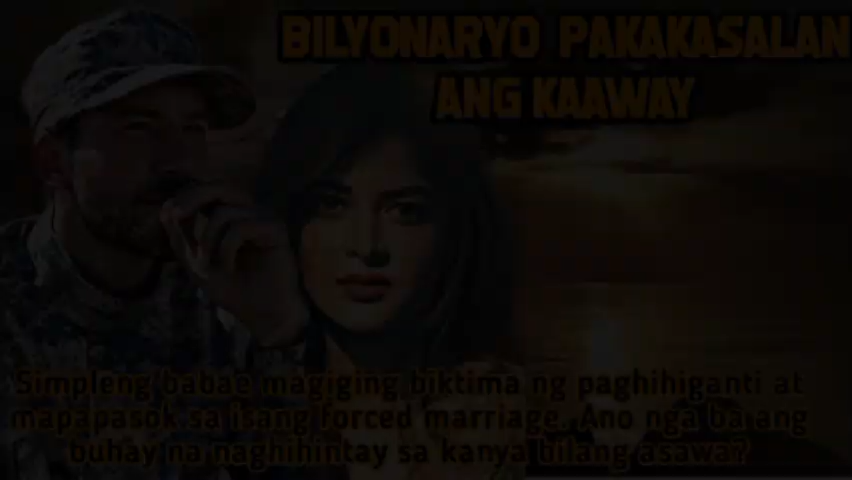 BILYONARYO PAKAKASALAN
ANG KAAWAY
Simpleng babae magiging biktima ng paghihiganti at
mapapasok sa isang forced marriage. Ano nga ba ang
buhay na naghihintay sa kanya bilang asawa?